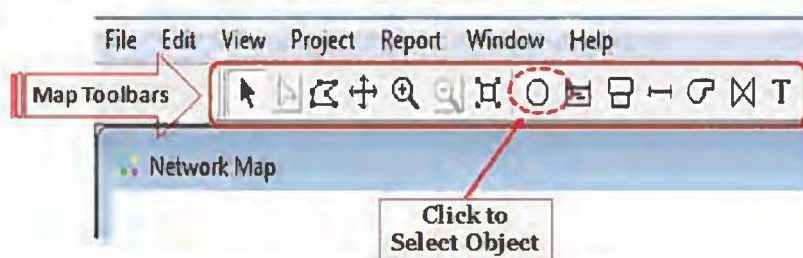 File Edit View Project Report Window Help
Map Toolbars
T
Network Map
Click to
Select Object